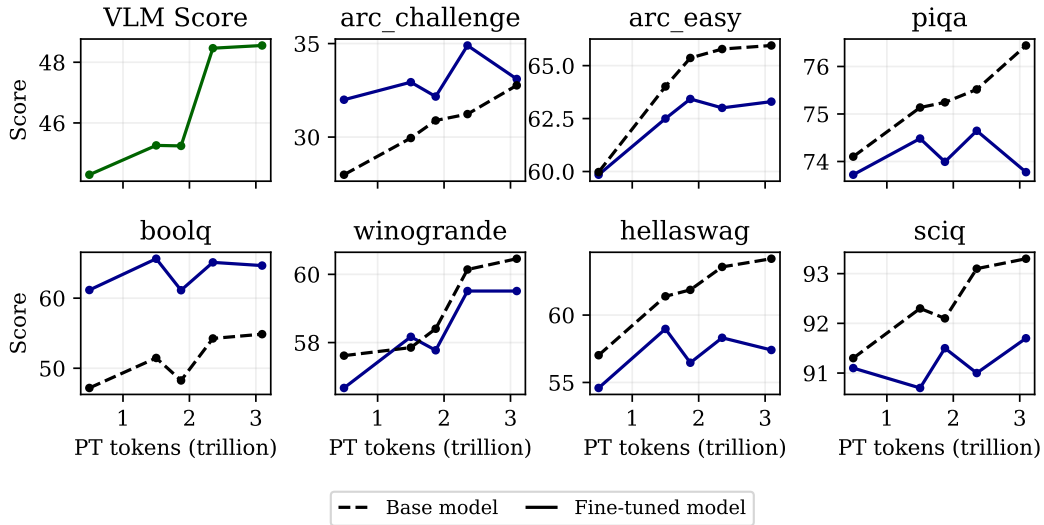 VLM Score
arc_challenge
arc_easy
piqa
Score
48
46
35
30
65.0
62.5
60.0
76
75
74
boolq
winogrande
hellaswag
sciq
Score
60
50
60
58
60
55
93
92
91
1 2 3
1 2 3
1 2 3
1 2 3
PT tokens (trillion)
PT tokens (trillion)
PT tokens (trillion)
PT tokens (trillion)
Base model
Fine-tuned model